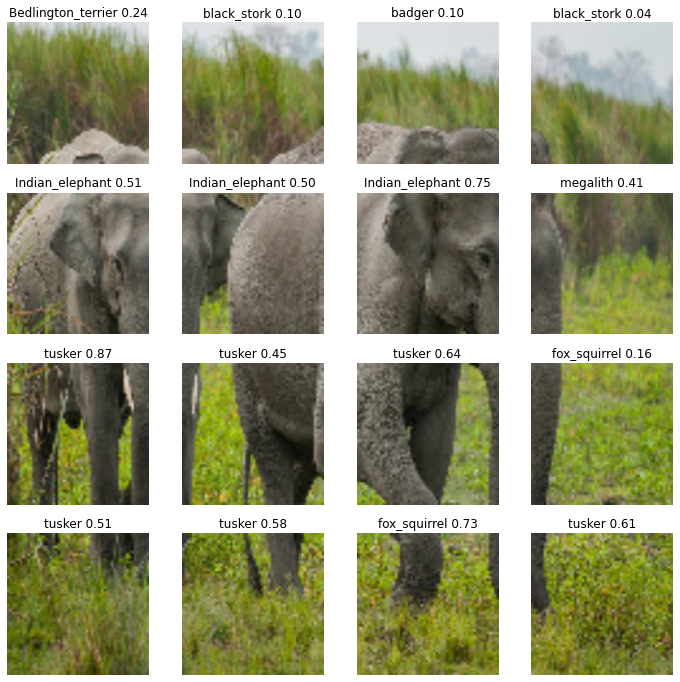 Bedlington_terrier 0.24
black_stork 0.10
badger 0.10
black_stork 0.04
Indian_elephant 0.51
Indian_elephant 0.50
Indian_elephant 0.75
megalith 0.41
tusker 0.87
tusker 0.45
tusker 0.64
fox_squirrel 0.16
tusker 0.51
tusker 0.58
fox_squirrel 0.73
tusker 0.61